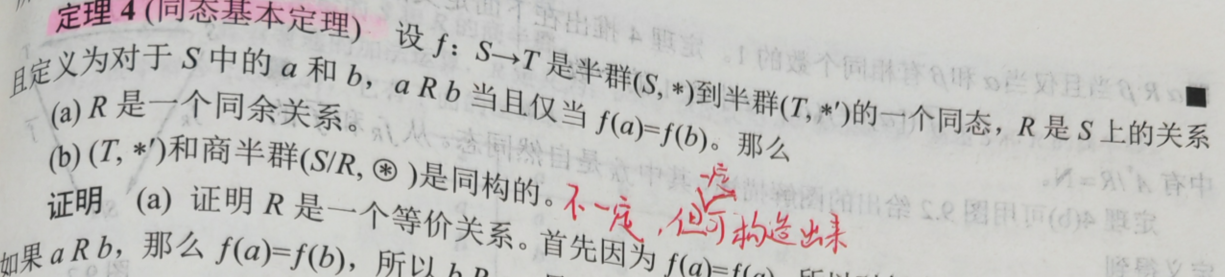 定理 4 (同态基本定理) 设 f: S→T 是半群(S, *)到半群(T, *′)的一个同态，R 是 S 上的关系
且定义为对于 S 中的 a 和 b，a R b 当且仅当 f(a)=f(b)。那么
(a) R 是一个同余关系。
(b) (T, *′)和商半群(S/R, ⊛)是同构的。
一定
不一定，但可构造出来
证明 (a) 证明 R 是一个等价关系。首先因为 f(a)=f(a)
如果 a R b，那么 f(a)=f(b)，所以 b R